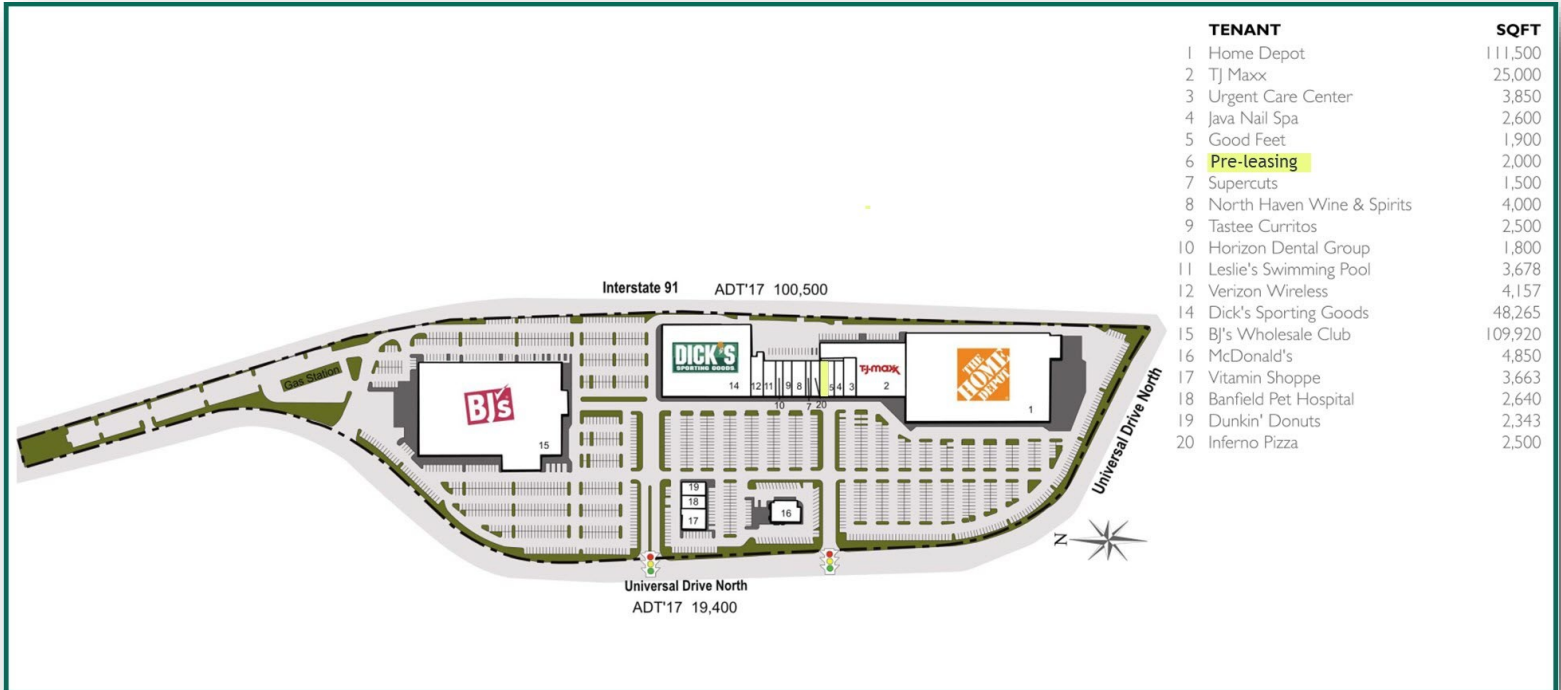 TENANT SQFT
1 Home Depot 111,500
2 TJ Maxx 25,000
3 Urgent Care Center 3,850
4 Java Nail Spa 2,600
5 Good Feet 1,900
6 Pre-leasing 2,000
7 Supercuts 1,500
8 North Haven Wine & Spirits 4,000
9 Tastee Curritos 2,500
10 Horizon Dental Group 1,800
11 Leslie's Swimming Pool 3,678
12 Verizon Wireless 4,157
14 Dick's Sporting Goods 48,265
15 BJ's Wholesale Club 109,920
16 McDonald's 4,850
17 Vitamin Shoppe 3,663
18 Banfield Pet Hospital 2,640
19 Dunkin' Donuts 2,343
20 Inferno Pizza 2,500
Interstate 91 ADT'17 100,500
Gas Station
BJ's
15
DICK'S
SPORTING GOODS
14 12 11 9 8 5 4 3
10 7 20
T.J.maxx
2
THE HOME DEPOT
1
Universal Drive North
19
18
17
16
N
Universal Drive North
ADT'17 19,400